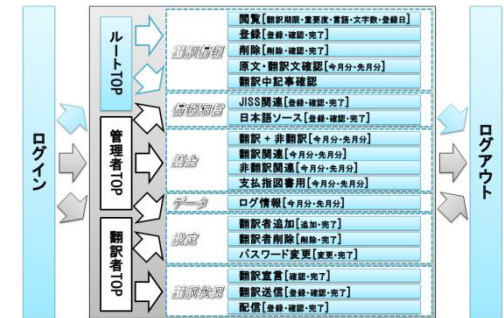 ログイン
ルートTOP
管理者TOP
翻訳者TOP
翻訳情報
閲覧[翻訳期限・重要度・言語・文字数・登録日]
登録[登録・確認・完了]
削除[削除・確認・完了]
原文・翻訳文確認[今月分・先月分]
翻訳中記事確認
情報配信
JISS関連[登録・確認・完了]
日本語ソース[登録・確認・完了]
翻訳 + 非翻訳[今月分・先月分]
翻訳関連[今月分・先月分]
非翻訳関連[今月分・先月分]
支払指図書用[今月分・先月分]
データ
ログ情報[今月分・先月分]
設定
翻訳者追加[追加・完了]
翻訳者削除[削除・完了]
パスワード変更[変更・完了]
翻訳宣言[確認・完了]
翻訳送信[登録・確認・完了]
配信[登録・確認・完了]
ログアウト